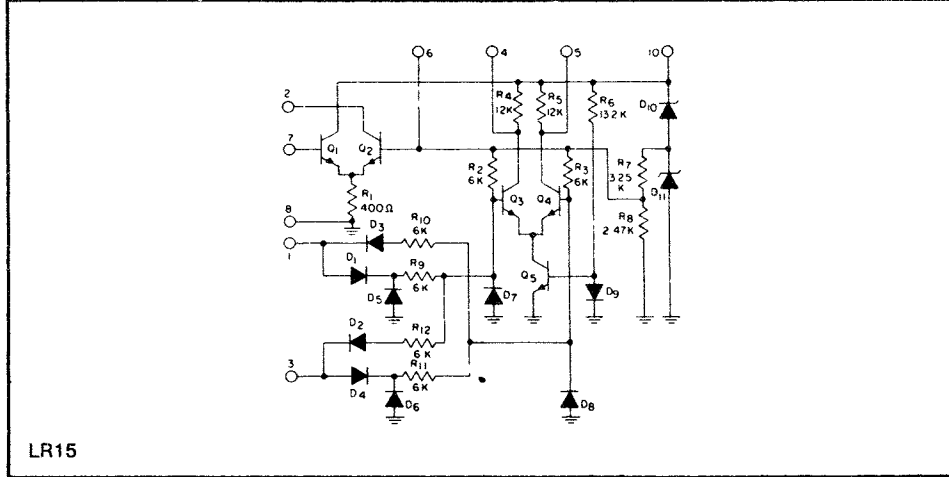 6 4 5 10
2
R4 12K R5 12K R6 13.2K D10
7 Q1 Q2
R2 6K R3 6K R7 3.25 K D11
Q3 Q4
R1 400Ω
R8 2.47K
8
R10 6K
D3
1
D1 R9 6K Q5
D5 D7 D9
D2 R12 6K
3 R11 6K
D4
D6 D8
LR15